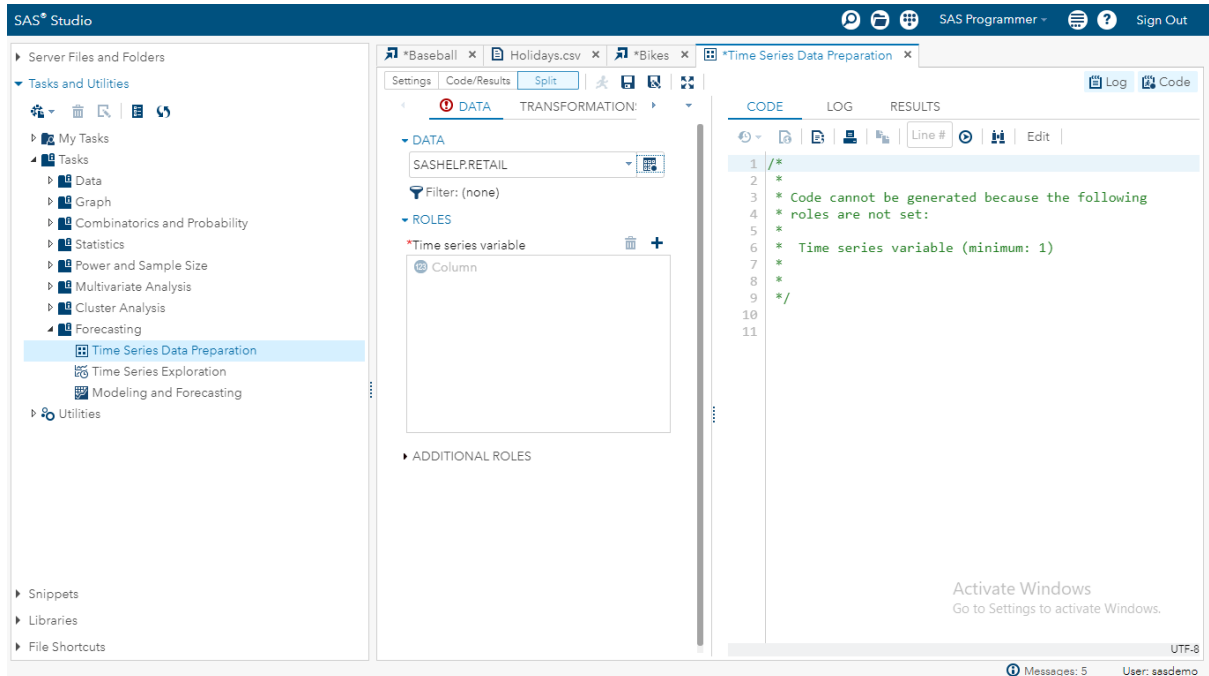 SAS® Studio
SAS Programmer
Sign Out
Server Files and Folders
Tasks and Utilities
My Tasks
Tasks
Data
Graph
Combinatorics and Probability
Statistics
Power and Sample Size
Multivariate Analysis
Cluster Analysis
Forecasting
Time Series Data Preparation
Time Series Exploration
Modeling and Forecasting
Utilities
Snippets
Libraries
File Shortcuts
*Baseball
Holidays.csv
*Bikes
*Time Series Data Preparation
Settings
Code/Results
Split
Log
Code
DATA
TRANSFORMATION
DATA
SASHELP.RETAIL
Filter: (none)
ROLES
*Time series variable
123 Column
ADDITIONAL ROLES
CODE
LOG
RESULTS
Line #
Edit
1 /*
2 *
3 * Code cannot be generated because the following
4 * roles are not set:
5 *
6 * Time series variable (minimum: 1)
7 *
8 *
9 */
10
11
Activate Windows
Go to Settings to activate Windows.
UTF-8
Messages: 5
User: sasdemo